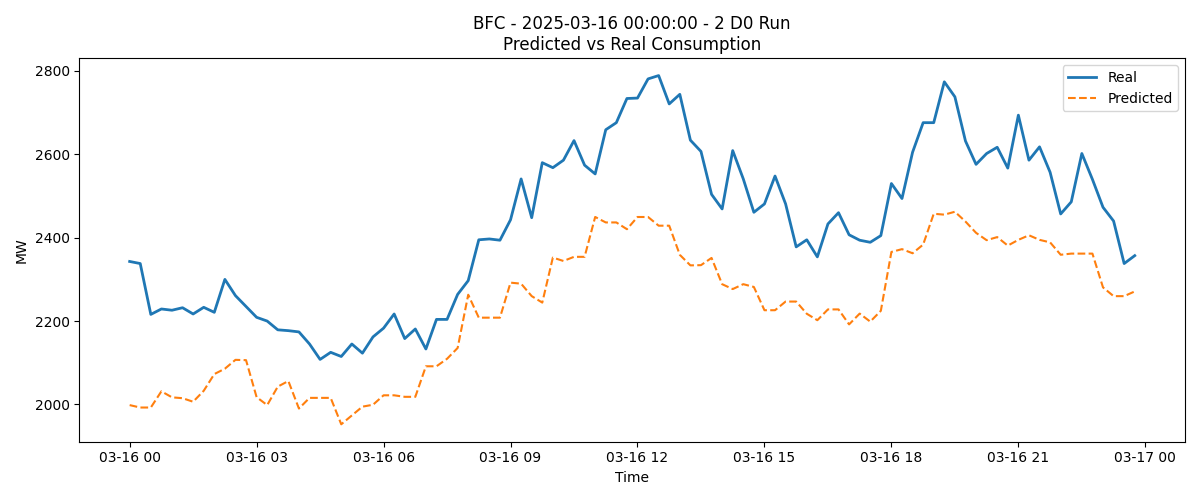 BFC - 2025-03-16 00:00:00 - 2 D0 Run
Predicted vs Real Consumption
Real
Predicted
MW
2800
2600
2400
2200
2000
03-16 00
03-16 03
03-16 06
03-16 09
03-16 12
03-16 15
03-16 18
03-16 21
03-17 00
Time